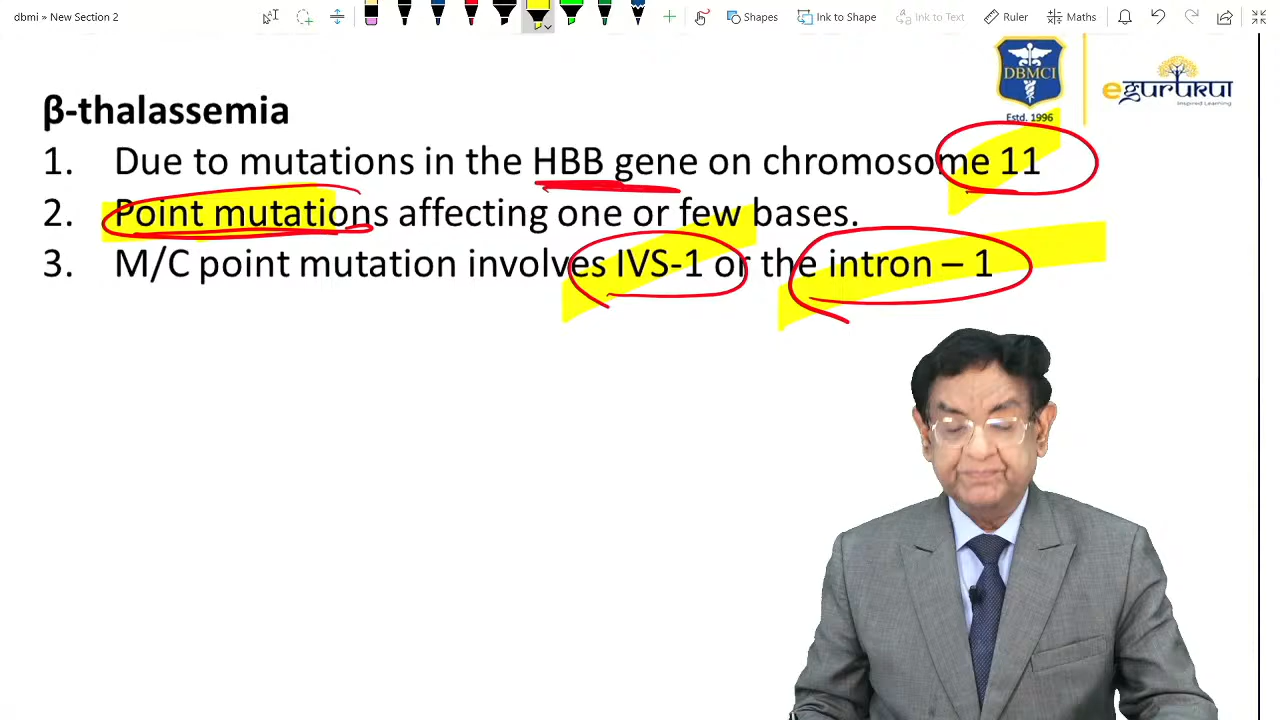 dbmi » New Section 2
Shapes
Ink to Shape
Ink to Text
Ruler
Maths
DBMCI
Estd. 1996
egurukul
Inspired Learning
β-thalassemia
1. Due to mutations in the HBB gene on chromosome 11
2. Point mutations affecting one or few bases.
3. M/C point mutation involves IVS-1 or the intron – 1